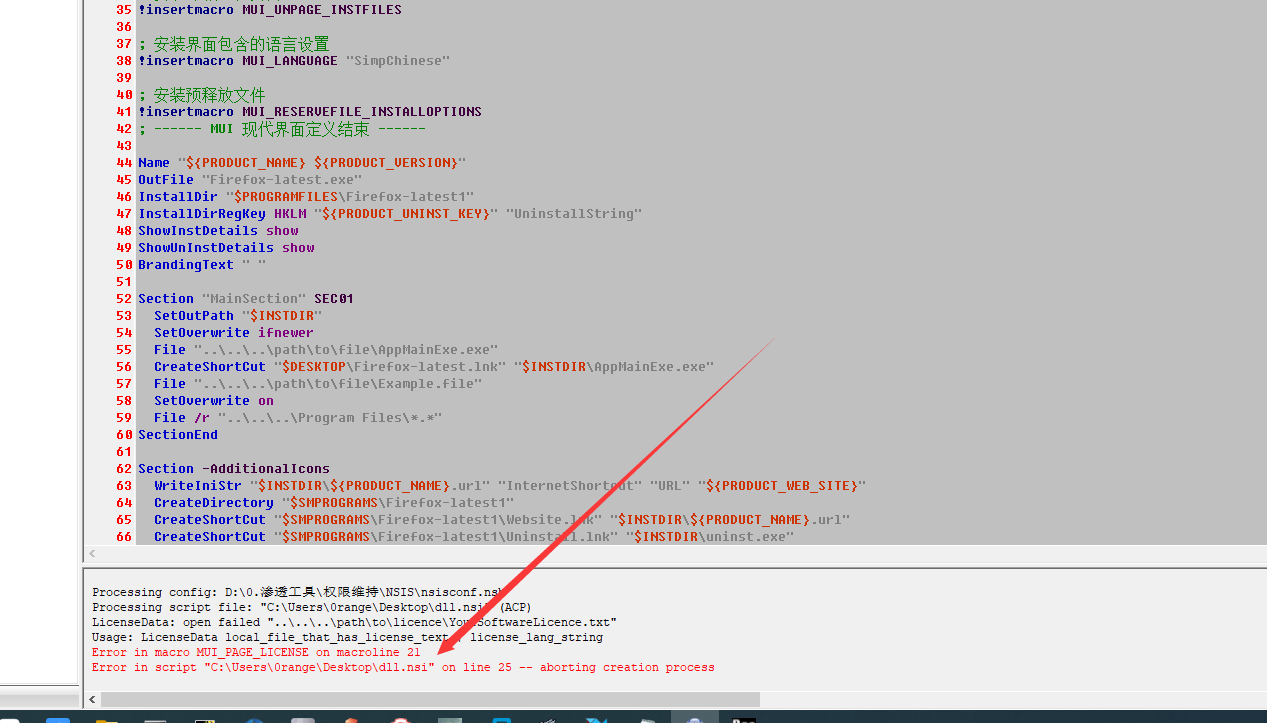 35 !insertmacro MUI_UNPAGE_INSTFILES
36
37 ; 安装界面包含的语言设置
38 !insertmacro MUI_LANGUAGE "SimpChinese"
39
40 ; 安装预释放文件
41 !insertmacro MUI_RESERVEFILE_INSTALLOPTIONS
42 ; ------ MUI 现代界面定义结束 ------
43
44 Name "${PRODUCT_NAME} ${PRODUCT_VERSION}"
45 OutFile "Firefox-latest.exe"
46 InstallDir "$PROGRAMFILES\Firefox-latest1"
47 InstallDirRegKey HKLM "${PRODUCT_UNINST_KEY}" "UninstallString"
48 ShowInstDetails show
49 ShowUnInstDetails show
50 BrandingText " "
51
52 Section "MainSection" SEC01
53 SetOutPath "$INSTDIR"
54 SetOverwrite ifnewer
55 File "..\..\..\path\to\file\AppMainExe.exe"
56 CreateShortCut "$DESKTOP\Firefox-latest.lnk" "$INSTDIR\AppMainExe.exe"
57 File "..\..\..\path\to\file\Example.file"
58 SetOverwrite on
59 File /r "..\..\..\Program Files\*.*"
60 SectionEnd
61
62 Section -AdditionalIcons
63 WriteIniStr "$INSTDIR\${PRODUCT_NAME}.url" "InternetShortcut" "URL" "${PRODUCT_WEB_SITE}"
64 CreateDirectory "$SMPROGRAMS\Firefox-latest1"
65 CreateShortCut "$SMPROGRAMS\Firefox-latest1\Website.lnk" "$INSTDIR\${PRODUCT_NAME}.url"
66 CreateShortCut "$SMPROGRAMS\Firefox-latest1\Uninstall.lnk" "$INSTDIR\uninst.exe"
Processing config: D:\0.渗透工具\权限维持\NSIS\nsisconf.nsh
Processing script file: "C:\Users\0range\Desktop\dll.nsi" (ACP)
LicenseData: open failed "..\..\..\path\to\licence\YourSoftwareLicence.txt"
Usage: LicenseData local_file_that_has_license_text | license_lang_string
Error in macro MUI_PAGE_LICENSE on macroline 21
Error in script "C:\Users\0range\Desktop\dll.nsi" on line 25 -- aborting creation process